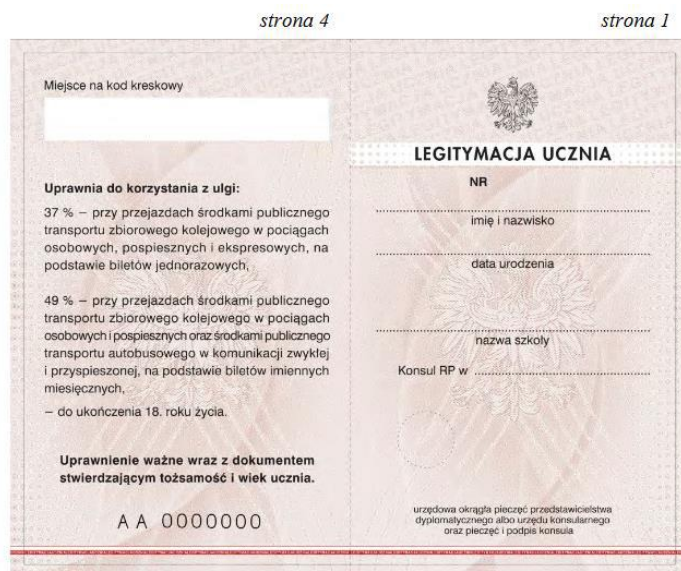 strona 4
strona 1
Miejsce na kod kreskowy
Uprawnia do korzystania z ulgi:
37 % – przy przejazdach środkami publicznego
transportu zbiorowego kolejowego w pociągach
osobowych, pospiesznych i ekspresowych, na
podstawie biletów jednorazowych,
49 % – przy przejazdach środkami publicznego
transportu zbiorowego kolejowego w pociągach
osobowych i pospiesznych oraz środkami publicznego
transportu autobusowego w komunikacji zwykłej
i przyspieszonej, na podstawie biletów imiennych
miesięcznych,
– do ukończenia 18. roku życia.
Uprawnienie ważne wraz z dokumentem
stwierdzającym tożsamość i wiek ucznia.
A A 0000000
LEGITYMACJA UCZNIA
NR
imię i nazwisko
data urodzenia
nazwa szkoły
Konsul RP w
urzędowa okrągła pieczęć przedstawicielstwa
dyplomatycznego albo urzędu konsularnego
oraz pieczęć i podpis konsula